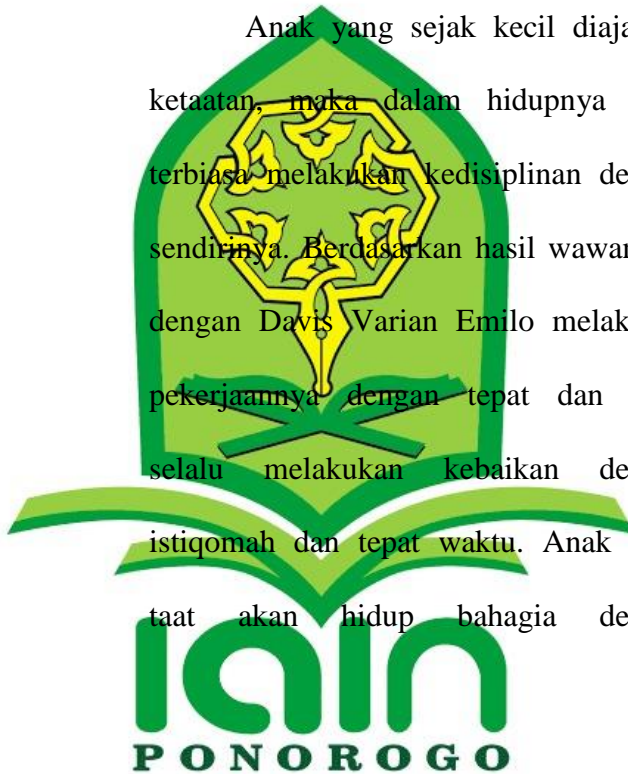 Anak yang sejak kecil diaja
ketaatan, maka dalam hidupnya
terbiasa melakukan kedisiplinan de
sendirinya. Berdasarkan hasil wawan
dengan Davis Varian Emilo melak
pekerjaannya dengan tepat dan
selalu melakukan kebaikan de
istiqomah dan tepat waktu. Anak
taat akan hidup bahagia de
iain
PONOROGO